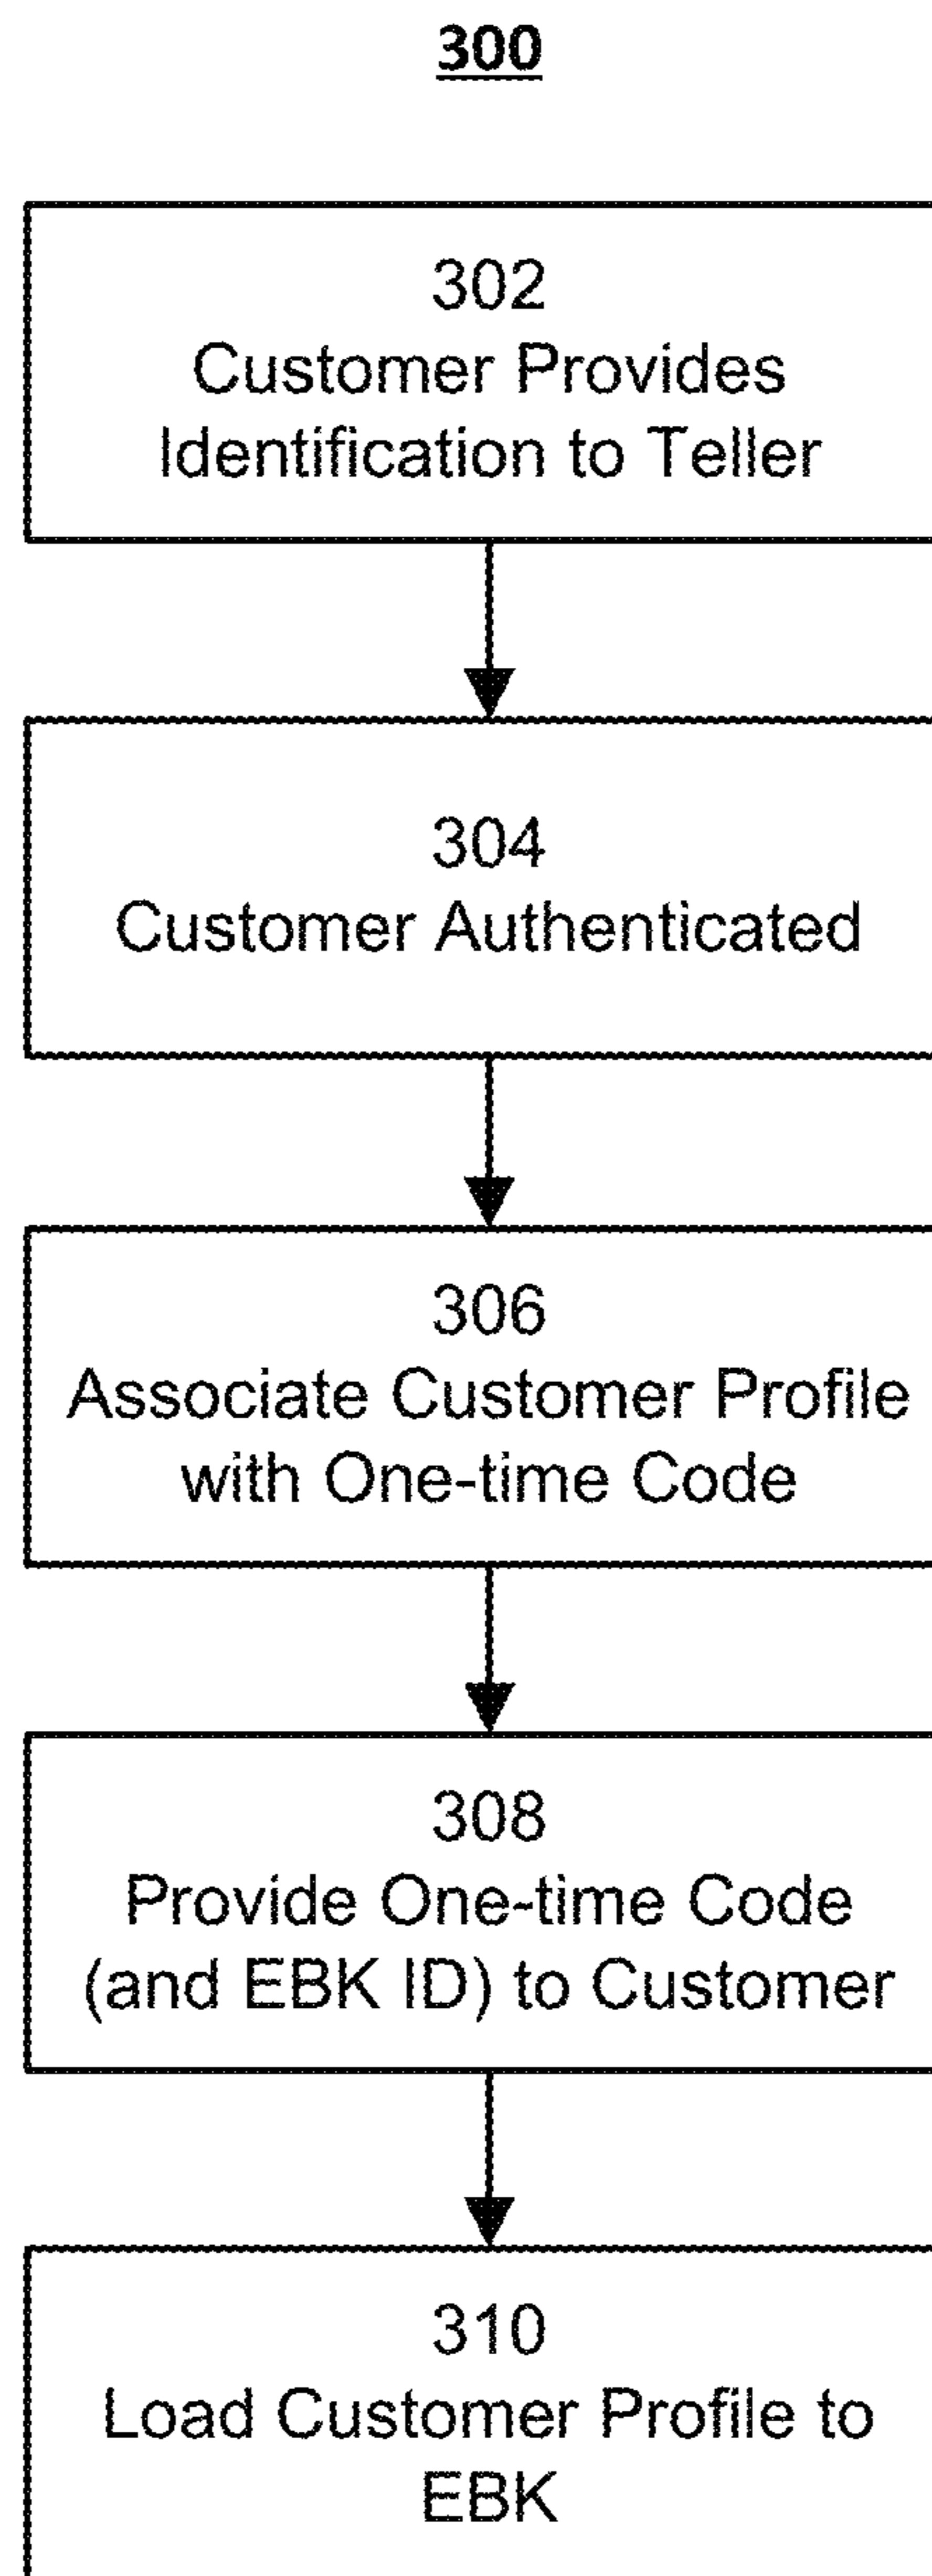 300
302
Customer Provides
Identification to Teller
304
Customer Authenticated
306
Associate Customer Profile
with One-time Code
308
Provide One-time Code
(and EBK ID) to Customer
310
Load Customer Profile to
EBK